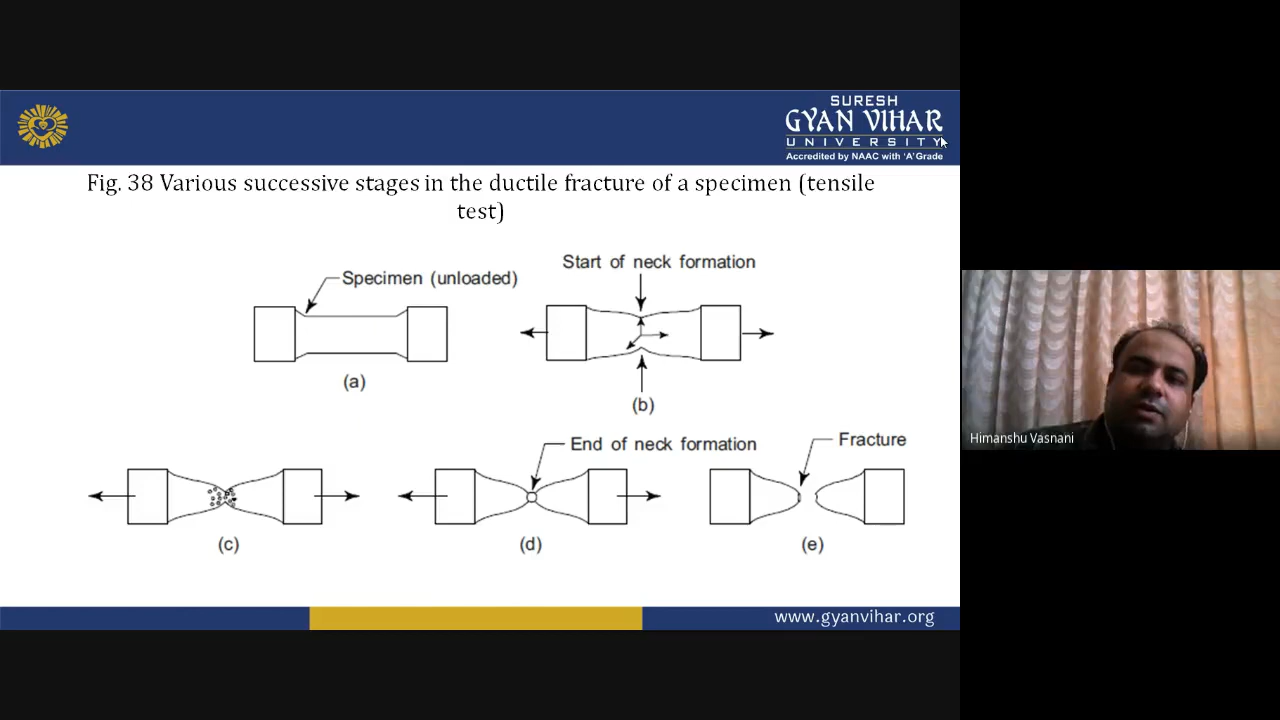 SURESH
GYAN VIHAR
UNIVERSITY
Accredited by NAAC with 'A' Grade
Fig. 38 Various successive stages in the ductile fracture of a specimen (tensile
test)
Specimen (unloaded)
(a)
Start of neck formation
(b)
(c)
End of neck formation
(d)
Fracture
(e)
Himanshu Vasnani
www.gyanvihar.org